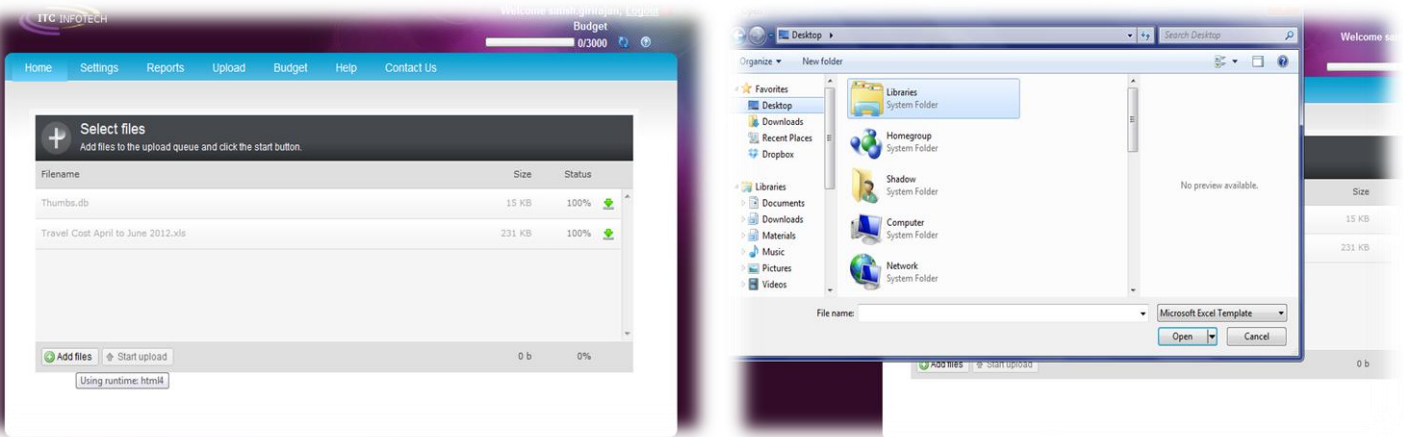 ITC INFOTECH
Welcome satish.girirajan, Logout
Budget
0/3000
Home Settings Reports Upload Budget Help Contact Us
Select files
Add files to the upload queue and click the start button.
Filename Size Status
Thumbs.db 15 KB 100%
Travel Cost April to June 2012.xls 231 KB 100%
Add files Start upload 0 b 0%
Using runtime: html4
Desktop
Search Desktop
Organize New folder
Favorites
Desktop
Downloads
Recent Places
Dropbox
Libraries
Documents
Downloads
Materials
Music
Pictures
Videos
Libraries
System Folder
Homegroup
System Folder
Shadow
System Folder
Computer
System Folder
Network
System Folder
No preview available.
File name:
Microsoft Excel Template
Open Cancel
Welcome sa
Size
15 KB
231 KB
Add files Start upload 0 b